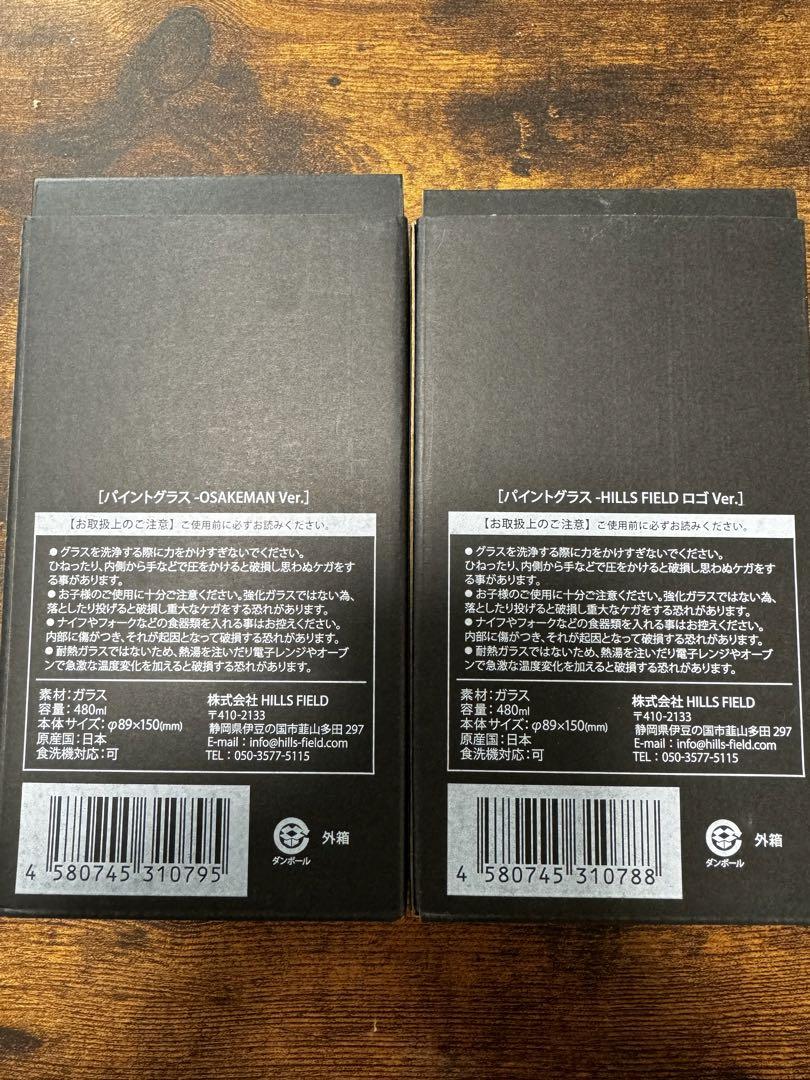 [パイントグラス -OSAKEMAN Ver.]
【お取扱上のご注意】ご使用前に必ずお読みください。
●グラスを洗浄する際に力をかけすぎないでください。
ひねったり、内側から手などで圧をかけると破損し思わぬケガをす
る事があります。
●お子様のご使用に十分ご注意ください。強化ガラスではない為、
落としたり投げると破損し重大なケガをする恐れがあります。
●ナイフやフォークなどの食器類を入れる事はお控えください。
内部に傷がつき、それが起因となって破損する恐れがあります。
●耐熱ガラスではないため、熱湯を注いだり電子レンジやオーブ
ンで急激な温度変化を加えると破損する恐れがあります。
素材:ガラス
容量:480ml
本体サイズ:φ89×150(mm)
原産国:日本
食洗機対応:可
株式会社 HILLS FIELD
〒410-2133
静岡県伊豆の国市韮山多田 297
E-mail : info@hills-field.com
TEL : 050-3577-5115
4 580745 310795
ダンボール
外箱
[パイントグラス -HILLS FIELD ロゴ Ver.]
【お取扱上のご注意】ご使用前に必ずお読みください。
●グラスを洗浄する際に力をかけすぎないでください。
ひねったり、内側から手などで圧をかけると破損し思わぬケガをす
る事があります。
●お子様のご使用に十分ご注意ください。強化ガラスではない為、
落としたり投げると破損し重大なケガをする恐れがあります。
●ナイフやフォークなどの食器類を入れる事はお控えください。
内部に傷がつき、それが起因となって破損する恐れがあります。
●耐熱ガラスではないため、熱湯を注いだり電子レンジやオーブ
ンで急激な温度変化を加えると破損する恐れがあります。
素材:ガラス
容量:480ml
本体サイズ:φ89×150(mm)
原産国:日本
食洗機対応:可
株式会社 HILLS FIELD
〒410-2133
静岡県伊豆の国市韮山多田 297
E-mail : info@hills-field.com
TEL : 050-3577-5115
4 580745 310788
ダンボール
外箱